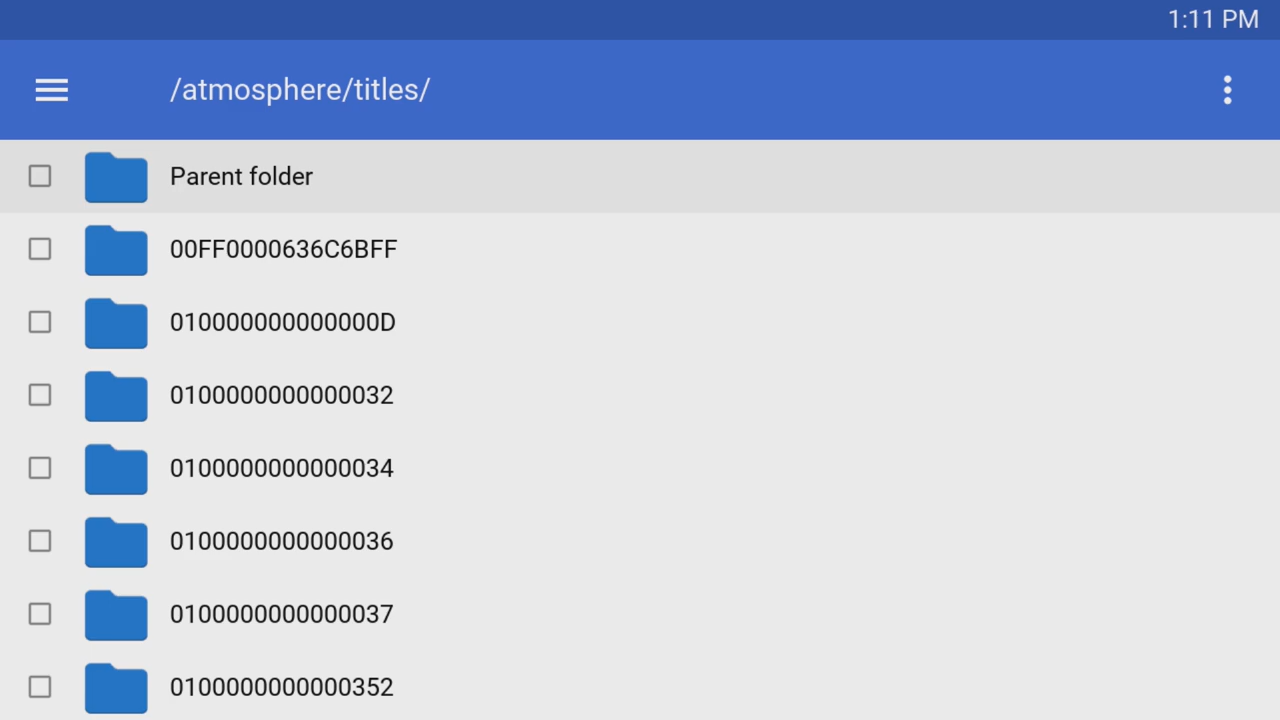 1:11 PM
/atmosphere/titles/
Parent folder
00FF0000636C6BFF
010000000000000D
0100000000000032
0100000000000034
0100000000000036
0100000000000037
0100000000000352